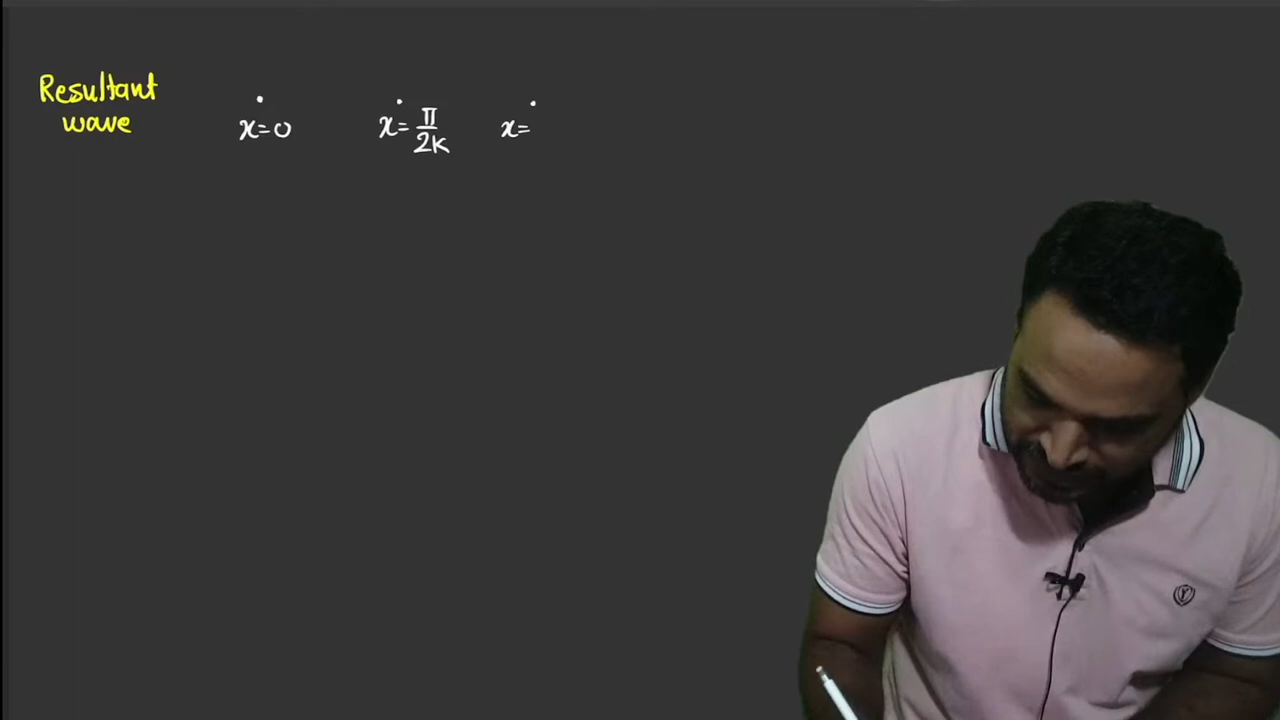 Resultant
wave
x=0
x= π/2K
x=